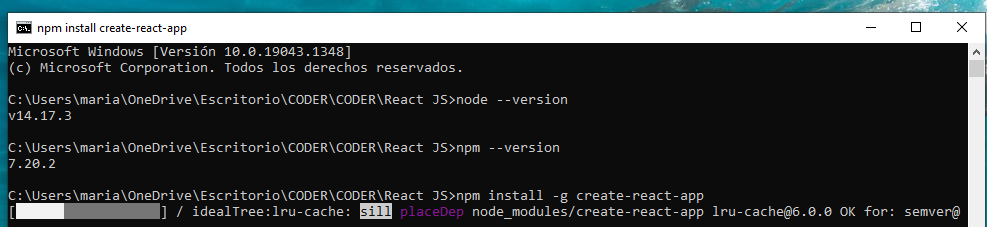 npm install create-react-app
Microsoft Windows [Versión 10.0.19043.1348]
(c) Microsoft Corporation. Todos los derechos reservados.
C:\Users\maria\OneDrive\Escritorio\CODER\CODER\React JS>node --version
v14.17.3
C:\Users\maria\OneDrive\Escritorio\CODER\CODER\React JS>npm --version
7.20.2
C:\Users\maria\OneDrive\Escritorio\CODER\CODER\React JS>npm install -g create-react-app
[                  ] / idealTree:lru-cache: sill placeDep node_modules/create-react-app lru-cache@6.0.0 OK for: semver@